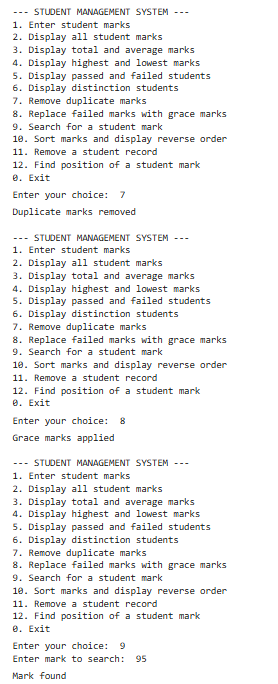 --- STUDENT MANAGEMENT SYSTEM ---
1. Enter student marks
2. Display all student marks
3. Display total and average marks
4. Display highest and lowest marks
5. Display passed and failed students
6. Display distinction students
7. Remove duplicate marks
8. Replace failed marks with grace marks
9. Search for a student mark
10. Sort marks and display reverse order
11. Remove a student record
12. Find position of a student mark
0. Exit
Enter your choice: 7
Duplicate marks removed
--- STUDENT MANAGEMENT SYSTEM ---
1. Enter student marks
2. Display all student marks
3. Display total and average marks
4. Display highest and lowest marks
5. Display passed and failed students
6. Display distinction students
7. Remove duplicate marks
8. Replace failed marks with grace marks
9. Search for a student mark
10. Sort marks and display reverse order
11. Remove a student record
12. Find position of a student mark
0. Exit
Enter your choice: 8
Grace marks applied
--- STUDENT MANAGEMENT SYSTEM ---
1. Enter student marks
2. Display all student marks
3. Display total and average marks
4. Display highest and lowest marks
5. Display passed and failed students
6. Display distinction students
7. Remove duplicate marks
8. Replace failed marks with grace marks
9. Search for a student mark
10. Sort marks and display reverse order
11. Remove a student record
12. Find position of a student mark
0. Exit
Enter your choice: 9
Enter mark to search: 95
Mark found